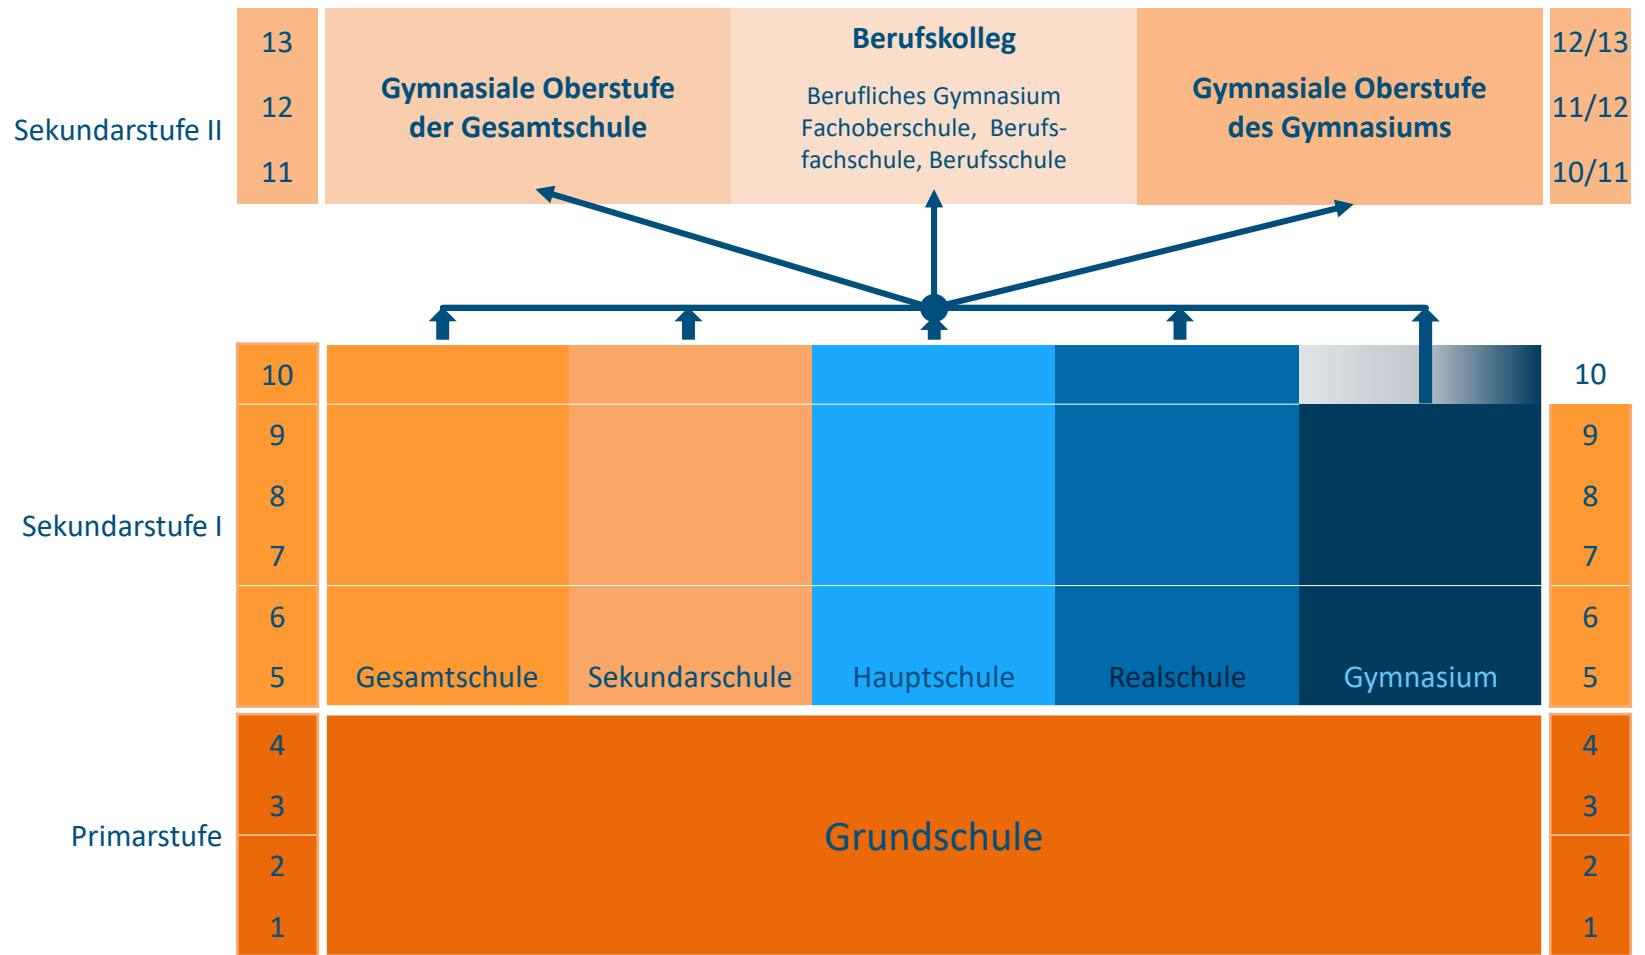 13
12
11
Sekundarstufe II
Gymnasiale Oberstufe
der Gesamtschule
Berufskolleg
Berufliches Gymnasium
Fachoberschule, Berufs-
fachschule, Berufsschule
Gymnasiale Oberstufe
des Gymnasiums
12/13
11/12
10/11
10
9
8
7
6
5
Sekundarstufe I
Gesamtschule
Sekundarschule
Hauptschule
Realschule
Gymnasium
10
9
8
7
6
5
4
3
2
1
Primarstufe
Grundschule
4
3
2
1